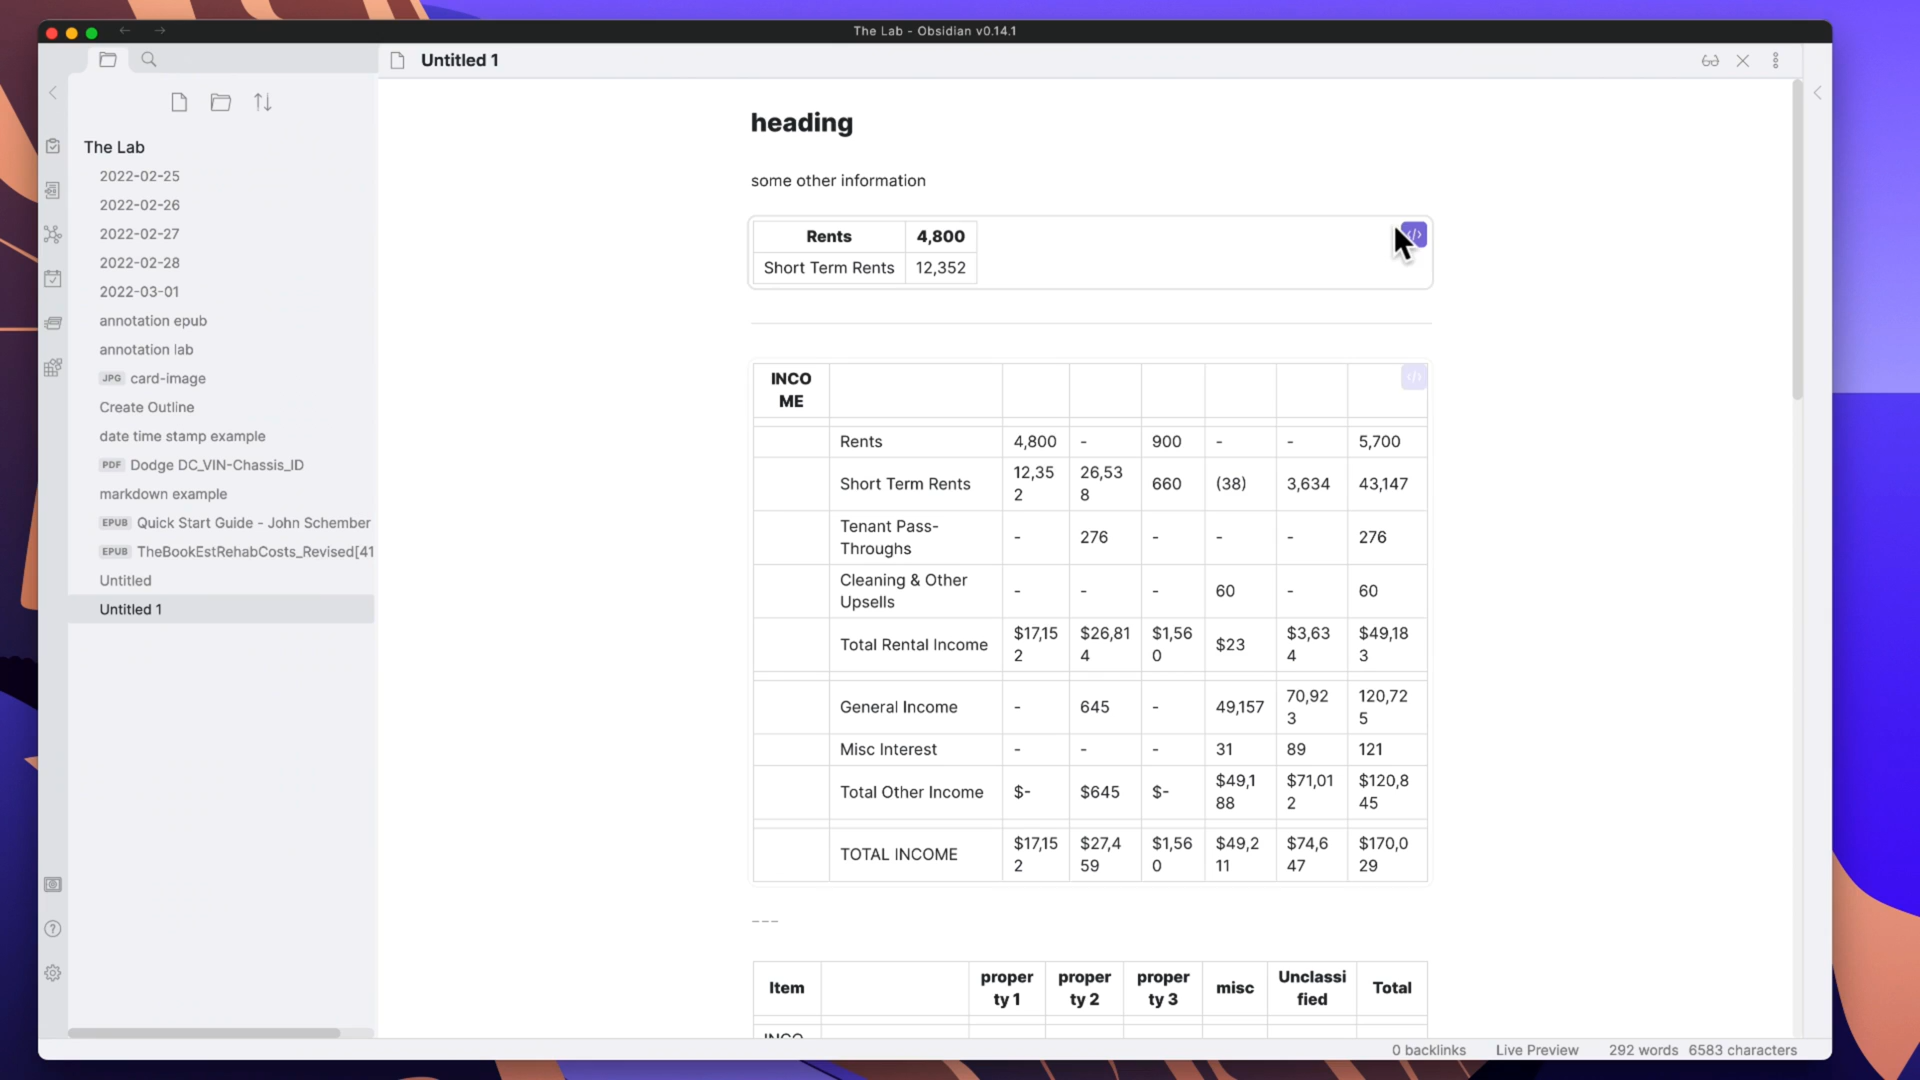 The Lab - Obsidian v0.14.1
Untitled 1
The Lab
2022-02-25
2022-02-26
2022-02-27
2022-02-28
2022-03-01
annotation epub
annotation lab
JPG card-image
Create Outline
date time stamp example
PDF Dodge DC_VIN-Chassis_ID
markdown example
EPUB Quick Start Guide - John Schember
EPUB TheBookEstRehabCosts_Revised[41
Untitled
Untitled 1
heading
some other information
Rents 4,800
Short Term Rents 12,352
INCO
ME
Rents 4,800 - 900 - - 5,700
Short Term Rents 12,35 26,53 660 (38) 3,634 43,147
2 8
Tenant Pass-
Throughs - 276 - - - 276
Cleaning & Other
Upsells - - - 60 - 60
Total Rental Income $17,15 $26,81 $1,56 $23 $3,63 $49,18
2 4 0 4 3
General Income - 645 - 49,157 70,92 120,72
3 5
Misc Interest - - - 31 89 121
Total Other Income $- $645 $- $49,1 $71,01 $120,8
88 2 45
TOTAL INCOME $17,15 $27,4 $1,56 $49,2 $74,6 $170,0
2 59 0 11 47 29
---
Item proper proper proper misc Unclassi Total
ty 1 ty 2 ty 3 fied
INCO
0 backlinks Live Preview 292 words 6583 characters